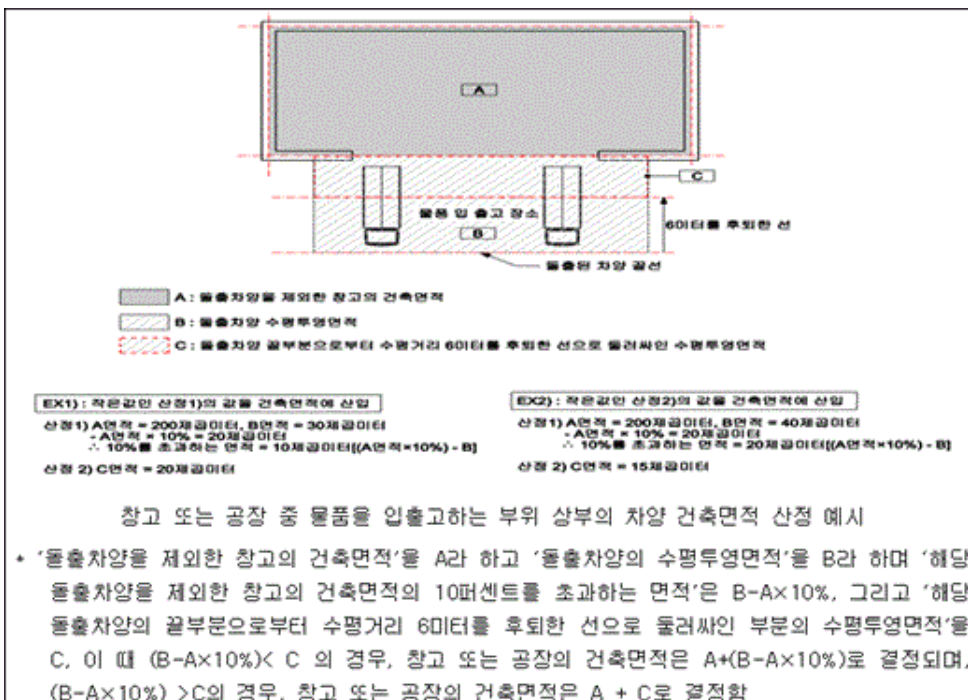 A
C
물품 입 출고 장소
B
6미터를 후퇴한 선
돌출된 차양 끝선
A : 돌출차양을 제외한 창고의 건축면적
B : 돌출차양 수평투영면적
C : 돌출차양 끝부분으로부터 수평거리 6미터를 후퇴한 선으로 둘러싸인 수평투영면적
EX1) : 작은값인 산정1)의 값을 건축면적에 산입
산정1) A면적 = 200제곱미터, B면적 = 30제곱미터
- A면적 × 10% = 20제곱미터
∴ 10%를 초과하는 면적 = 10제곱미터[(A면적×10%) - B]
산정 2) C면적 = 20제곱미터
EX2) : 작은값인 산정2)의 값을 건축면적에 산입
산정1) A면적 = 200제곱미터, B면적 = 40제곱미터
- A면적 × 10% = 20제곱미터
∴ 10%를 초과하는 면적 = 20제곱미터[(A면적×10%) - B]
산정 2) C면적 = 15제곱미터
창고 또는 공장 중 물품을 입출고하는 부위 상부의 차양 건축면적 산정 예시
* '돌출차양을 제외한 창고의 건축면적'을 A라 하고 '돌출차양의 수평투영면적'을 B라 하며 '해당
돌출차양을 제외한 창고의 건축면적의 10퍼센트를 초과하는 면적'은 B-A×10%, 그리고 '해당
돌출차양의 끝부분으로부터 수평거리 6미터를 후퇴한 선으로 둘러싸인 부분의 수평투영면적'을
C, 이 때 (B-A×10%)< C 의 경우, 창고 또는 공장의 건축면적은 A+(B-A×10%)로 결정되며,
(B-A×10%) >C의 경우, 창고 또는 공장의 건축면적은 A + C로 결정함